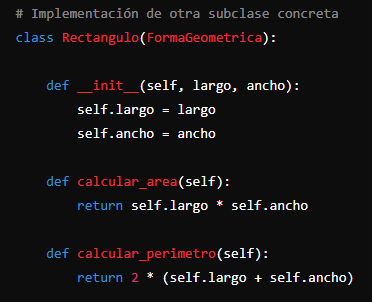 # Implementación de otra subclase concreta
class Rectangulo(FormaGeometrica):
    def __init__(self, largo, ancho):
        self.largo = largo
        self.ancho = ancho
    def calcular_area(self):
        return self.largo * self.ancho
    def calcular_perimetro(self):
        return 2 * (self.largo + self.ancho)